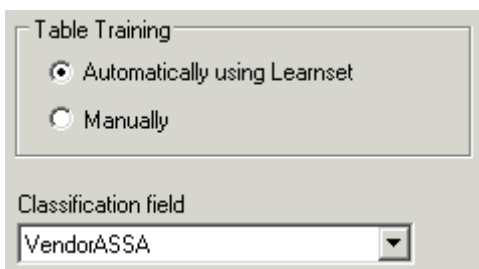 Table Training
Automatically using Learnset
Manually
Classification field
VendorASSA